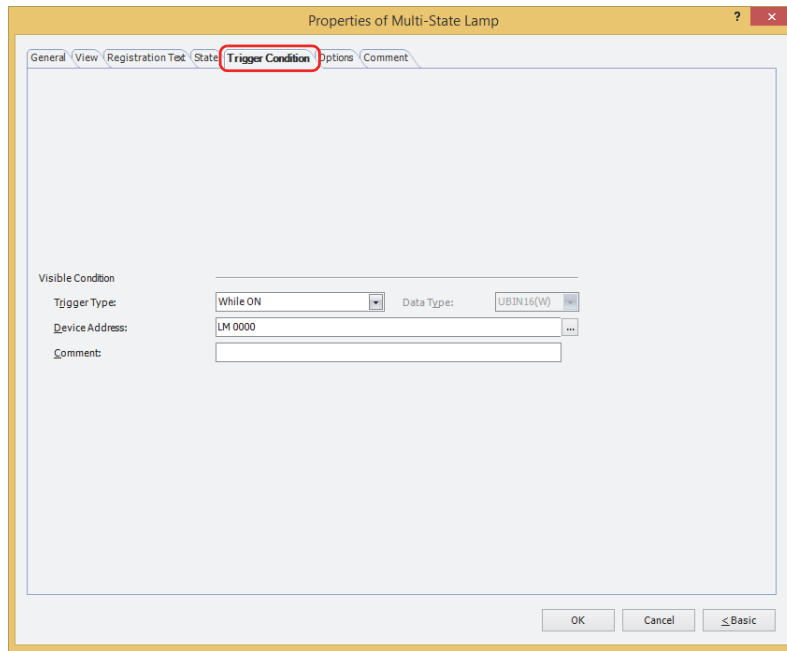 Properties of Multi-State Lamp ? ×
General View Registration Text State Trigger Condition Options Comment
Visible Condition
Trigger Type: While ON Data Type: UBIN16(W)
Device Address: LM 0000 ...
Comment:
OK Cancel < Basic